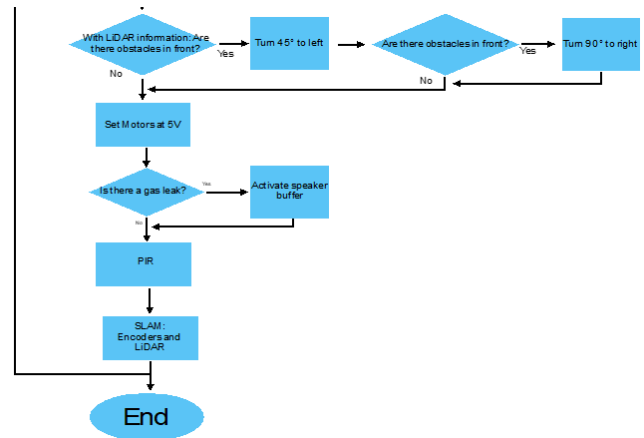 With LiDAR information: Are
there obstacles in front?
Yes
Turn 45° to left
Are there obstacles in front?
Yes
Turn 90° to right
No
No
Set Motors at 5V
Is there a gas leak?
Yes
Activate speaker
buffer
No
PIR
SLAM:
Encoders and
LiDAR
End